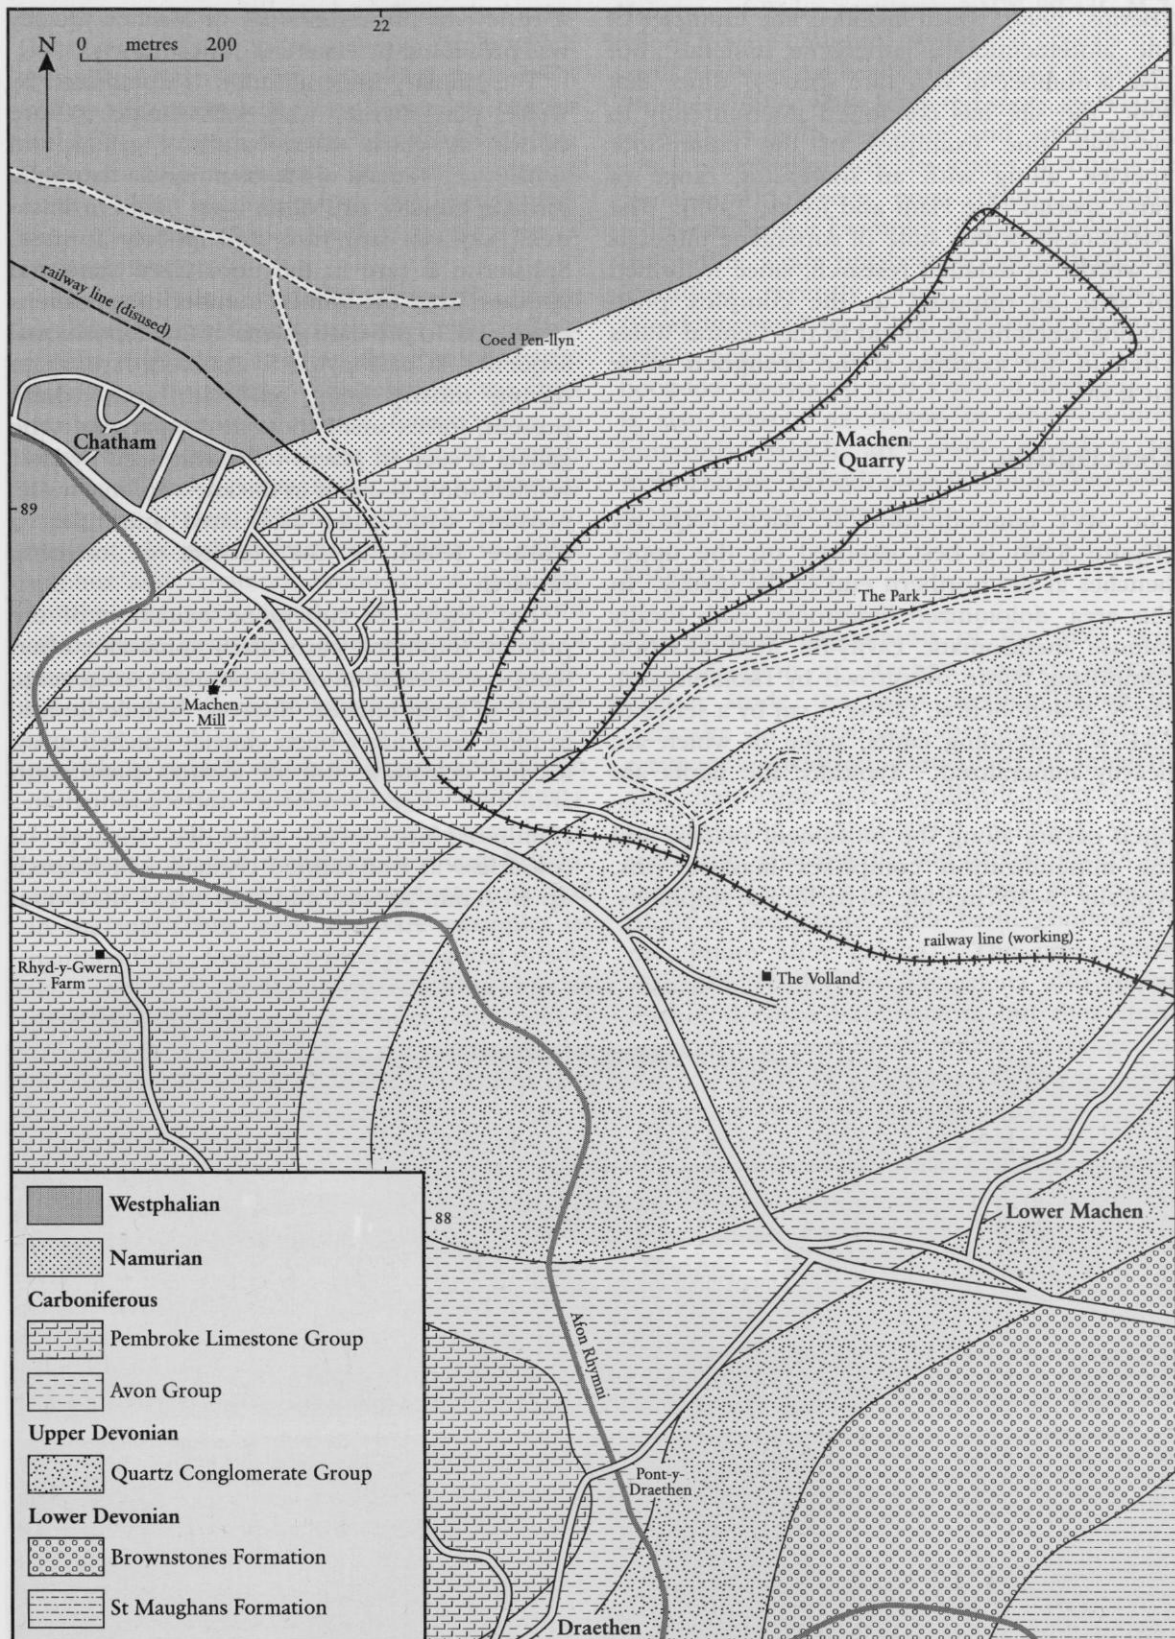 22
N 0 metres 200
railway line (disused)
Coed Pen-llyn
Chatham
Machen
Quarry
89
The Park
Machen
Mill
railway line (working)
Rhyd-y-Gwern
Farm
The Volland
88
Lower Machen
Afon Rhymni
Pont-y-
Draethen
Draethen
Westphalian
Namurian
Carboniferous
Pembroke Limestone Group
Avon Group
Upper Devonian
Quartz Conglomerate Group
Lower Devonian
Brownstones Formation
St Maughans Formation